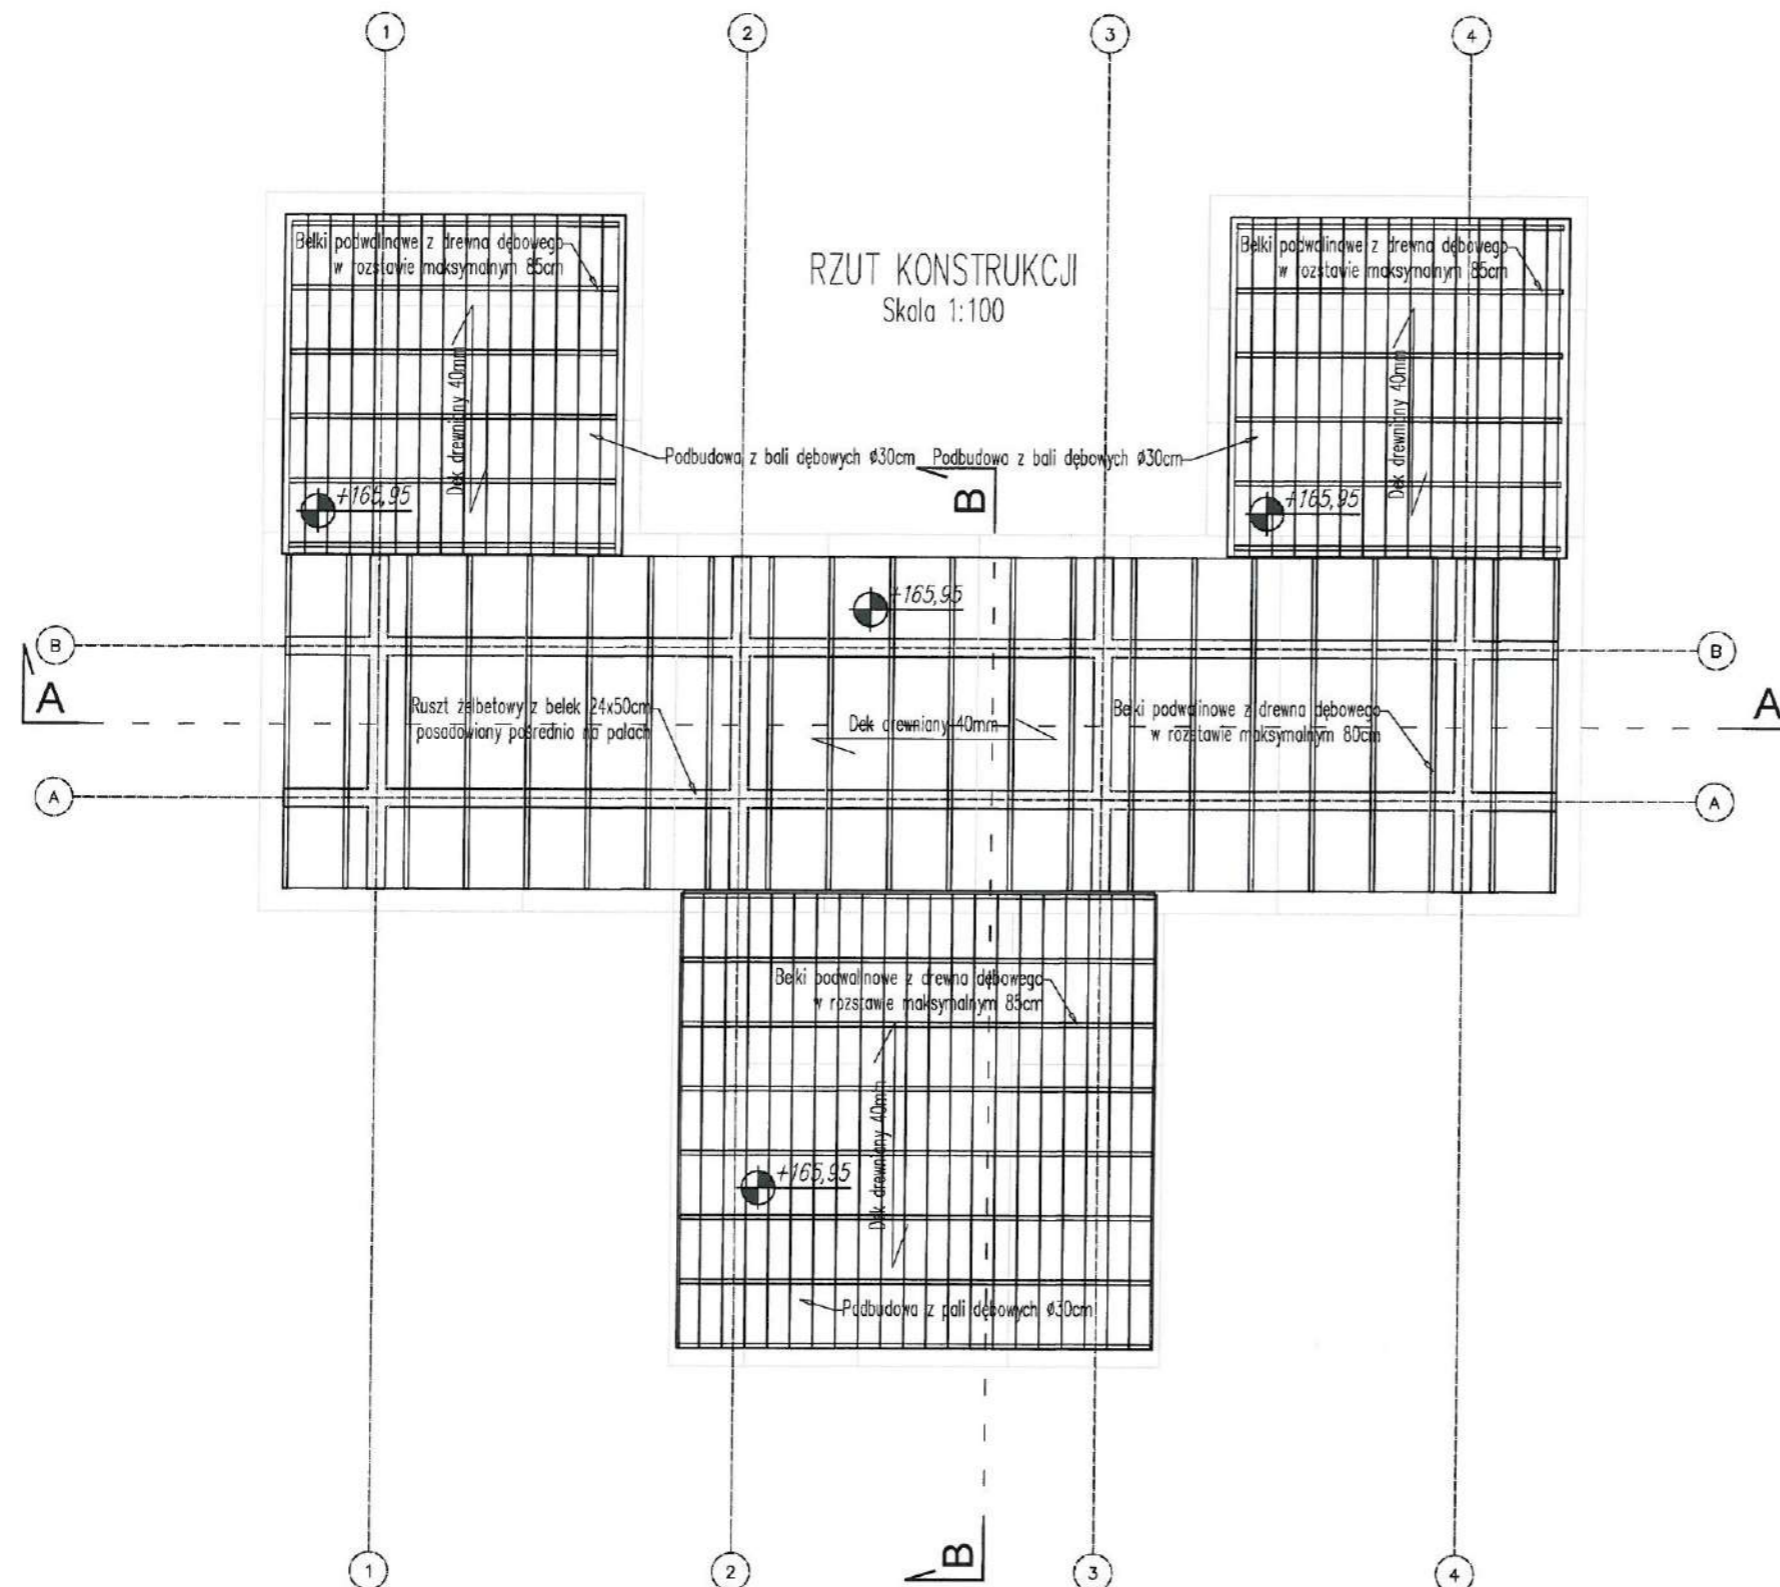 1
2
3
4
Belki podwalinowe z drewna dębowego
w rozstawie maksymalnym 85cm
RZUT KONSTRUKCJI
Skala 1:100
Belki podwalinowe z drewna dębowego
w rozstawie maksymalnym 85cm
Dek drewniany 40mm
Dek drewniany 40mm
Podbudowa z bali dębowych ø30cm
Podbudowa z bali dębowych ø30cm
+165,95
B
+165,95
+165,95
B
B
A
A
Ruszt żelbetowy z belek 24x50cm
posadowiony pośrednio na palach
Dek drewniany 40mm
Belki podwalinowe z drewna dębowego
w rozstawie maksymalnym 80cm
A
A
Belki podwalinowe z drewna dębowego
w rozstawie maksymalnym 85cm
Dek drewniany 40mm
+165,95
Podbudowa z pali dębowych ø30cm
B
1
2
3
4